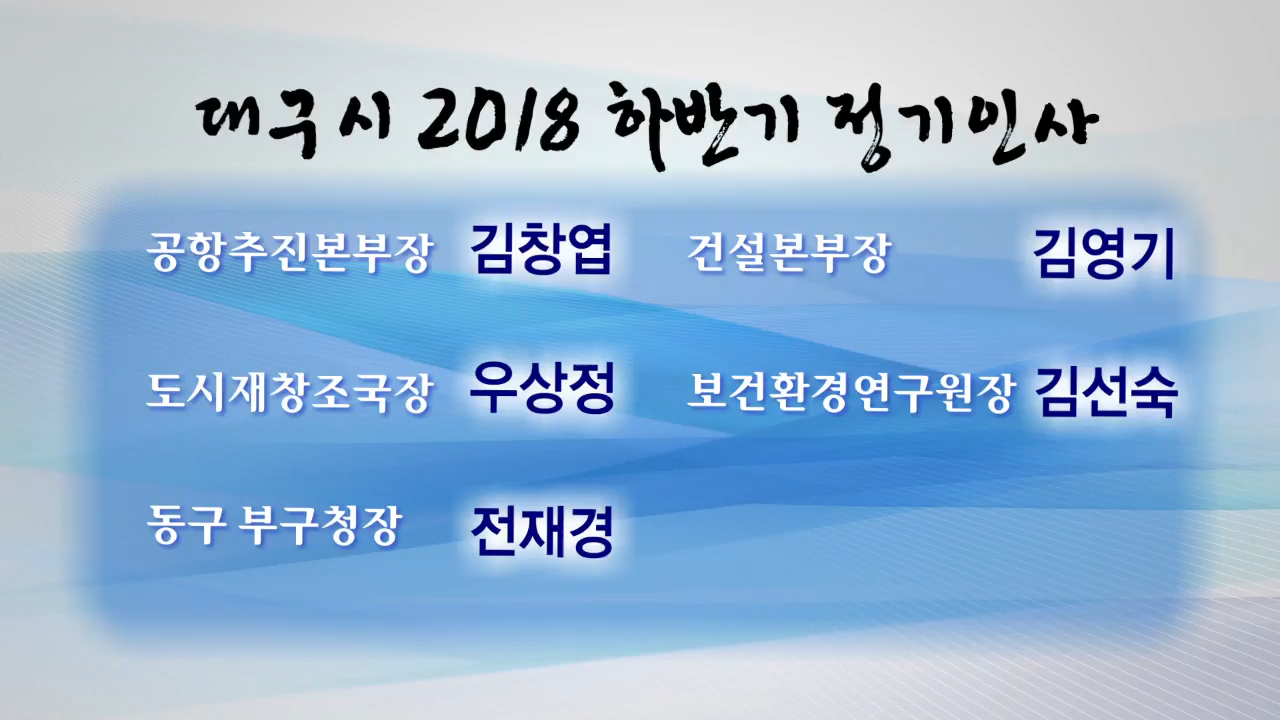 대구시 2018 하반기 정기인사
공항추진본부장 김창엽 건설본부장 김영기
도시재창조국장 우상정 보건환경연구원장 김선숙
동구 부구청장 전재경